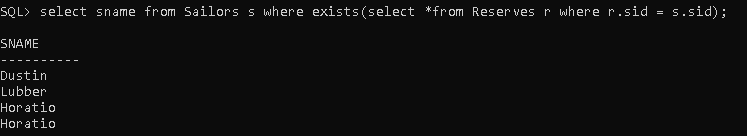 SQL> select sname from Sailors s where exists(select *from Reserves r where r.sid = s.sid);
SNAME
----------
Dustin
Lubber
Horatio
Horatio